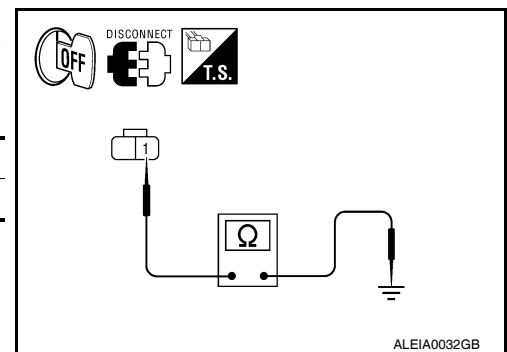 DISCONNECT
OFF
T.S.
1
Ω
ALEIA0032GB